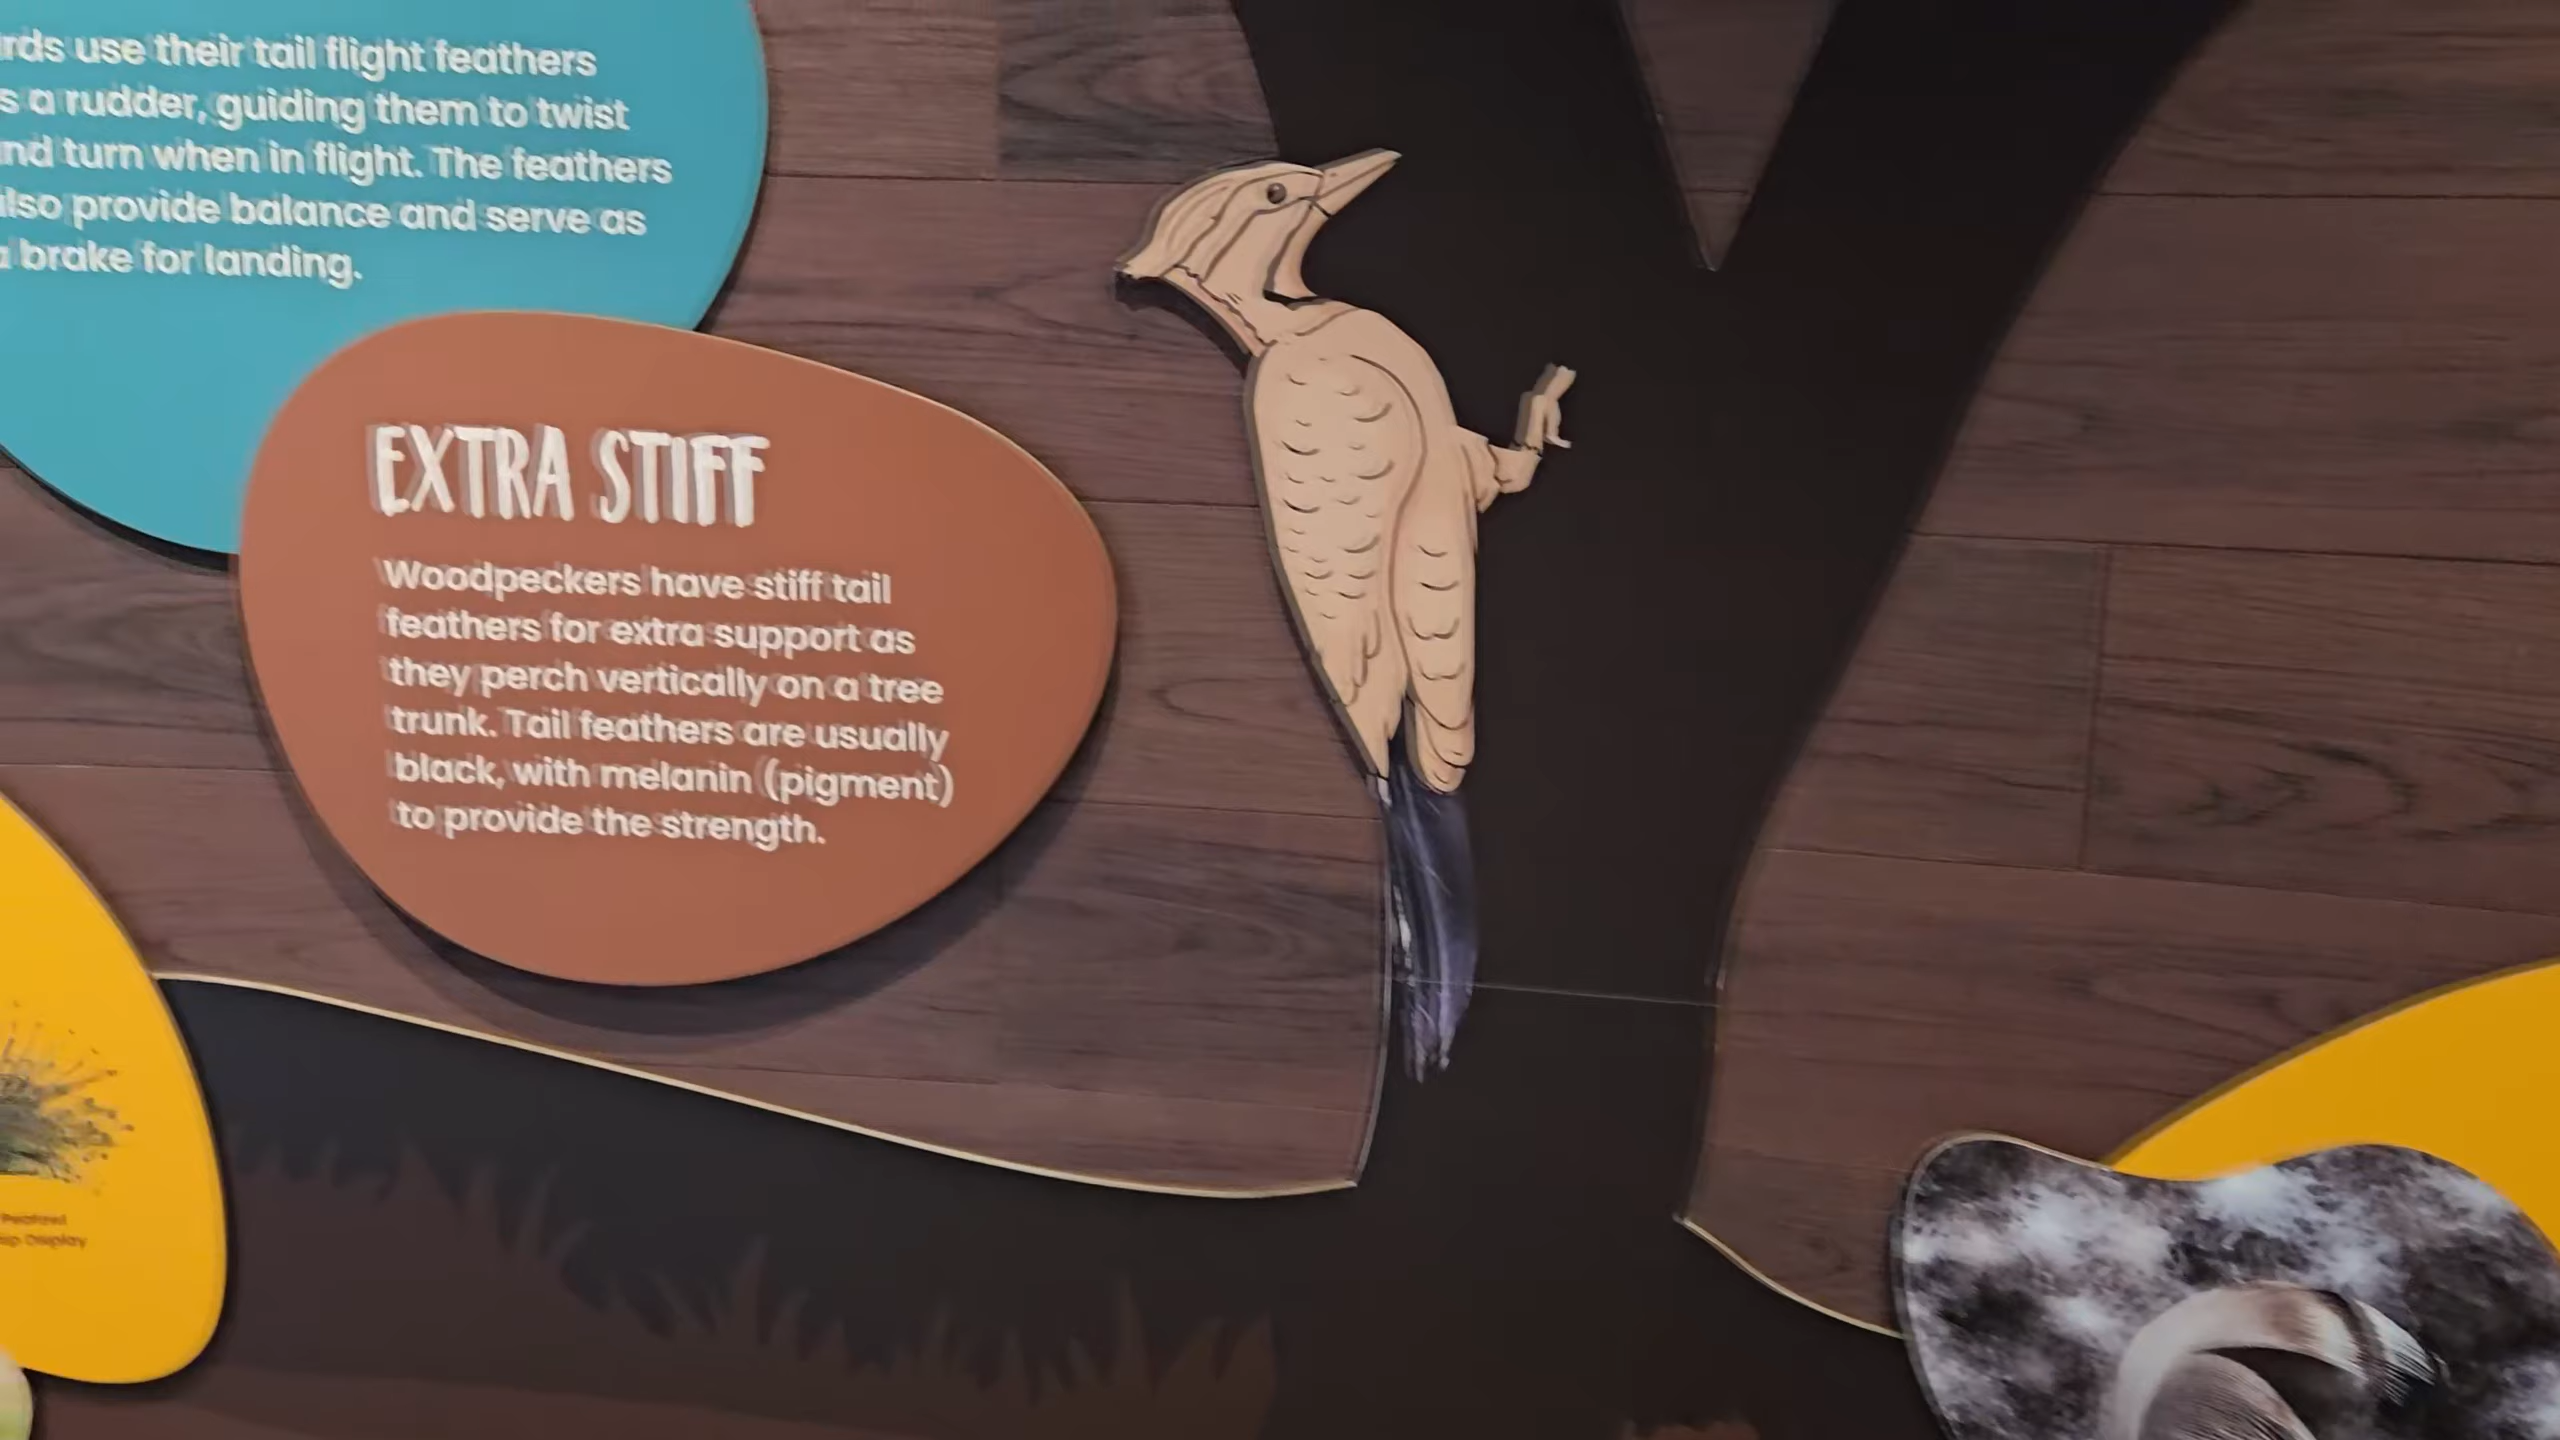 rds use their tail flight feathers
s a rudder, guiding them to twist
nd turn when in flight. The feathers
lso provide balance and serve as
a brake for landing.
EXTRA STIFF
Woodpeckers have stiff tail
feathers for extra support as
they perch vertically on a tree
trunk. Tail feathers are usually
black, with melanin (pigment)
to provide the strength.
Peafowl
Display